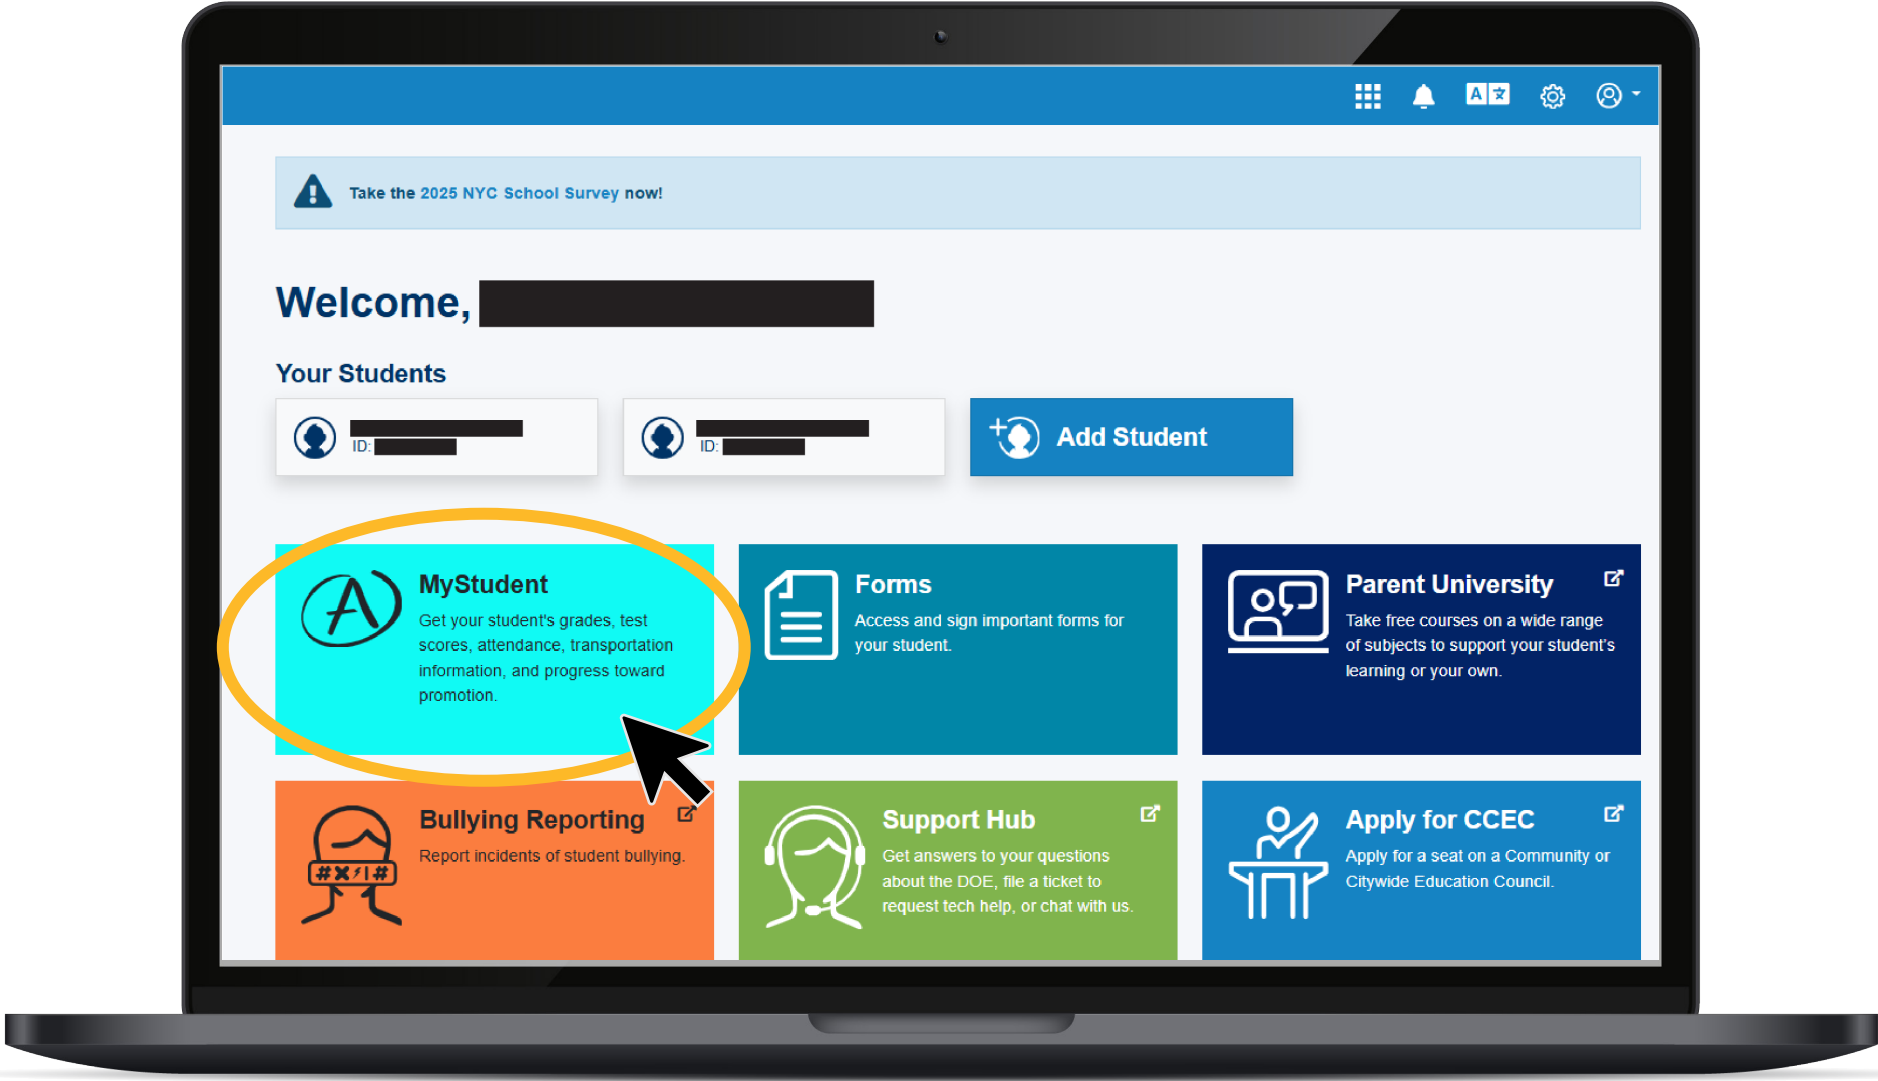 A
Take the 2025 NYC School Survey now!
Welcome,
Your Students
ID:
ID:
Add Student
MyStudent
Get your student's grades, test
scores, attendance, transportation
information, and progress toward
promotion.
Forms
Access and sign important forms for
your student.
Parent University
Take free courses on a wide range
of subjects to support your student's
learning or your own.
Bullying Reporting
Report incidents of student bullying.
Support Hub
Get answers to your questions
about the DOE, file a ticket to
request tech help, or chat with us.
Apply for CCEC
Apply for a seat on a Community or
Citywide Education Council.